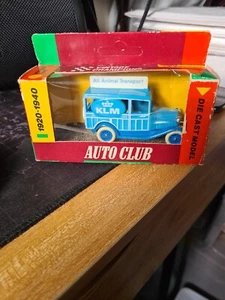 All Animal Transport
KLM
1920-1940
DIE CAST MODEL
AUTO CLUB